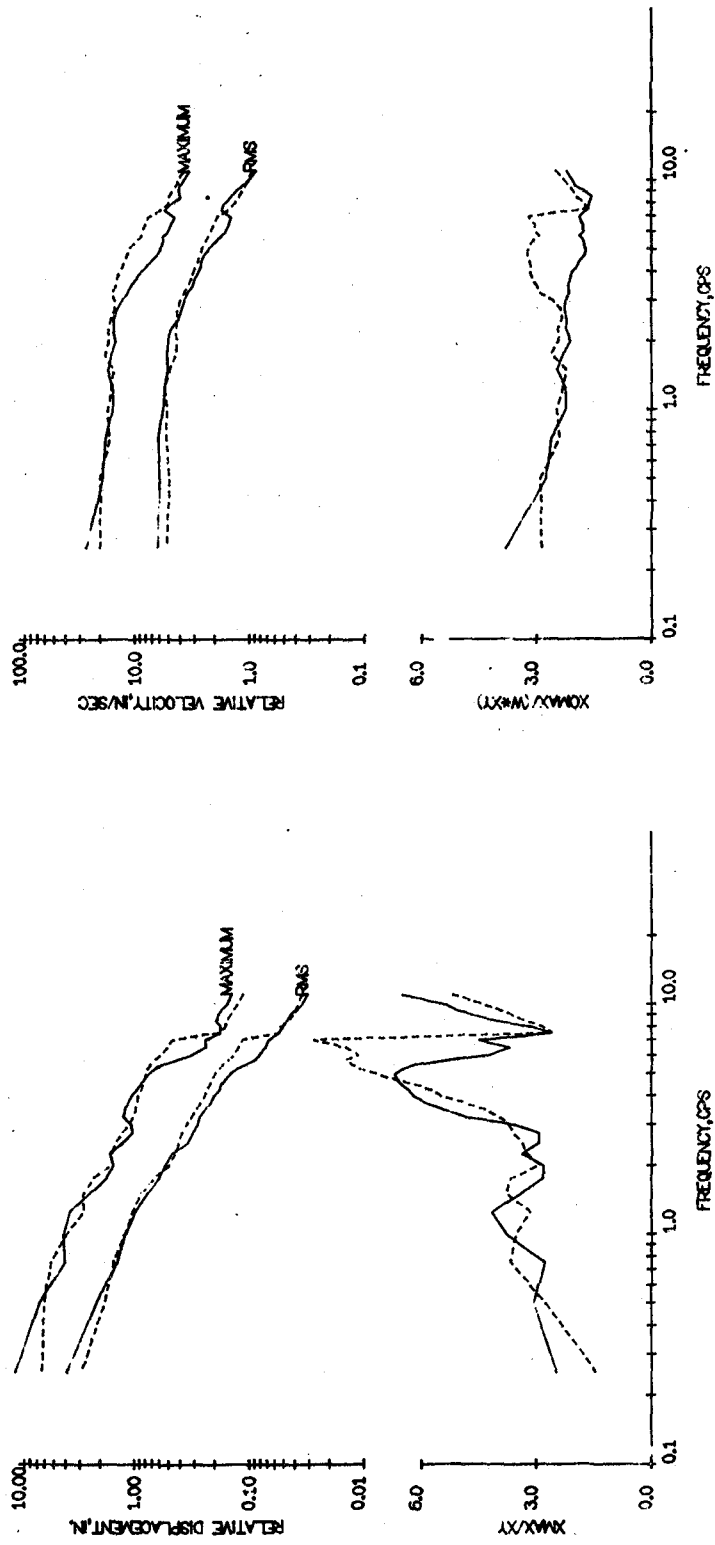 10.00
1.00
0.10
0.01
RELATIVE DISPLACEMENT,IN.
MAXIMUM
RMS
6.0
3.0
0.0
XMAX/XY
0.1
1.0
10.0
FREQUENCY,CPS
100.0
10.0
1.0
0.1
RELATIVE VELOCITY,IN/SEC
MAXIMUM
RMS
6.0
3.0
0.0
XOMAX/(W*XY)
0.1
1.0
10.0
FREQUENCY,CPS